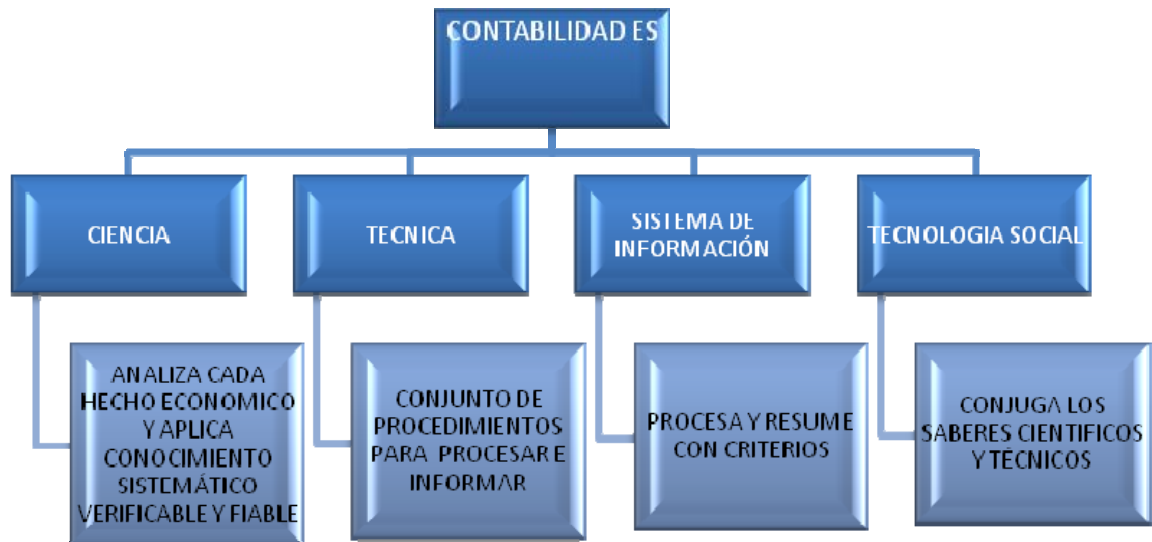 CONTABILIDAD ES
CIENCIA
TECNICA
SISTEMA DE
INFORMACIÓN
TECNOLOGIA SOCIAL
ANALIZA CADA
HECHO ECONOMICO
Y APLICA
CONOCIMIENTO
SISTEMÁTICO
VERIFICABLE Y FIABLE
CONJUNTO DE
PROCEDIMIENTOS
PARA PROCESAR E
INFORMAR
PROCESA Y RESUME
CON CRITERIOS
CONJUGA LOS
SABERES CIENTIFICOS
Y TÉCNICOS